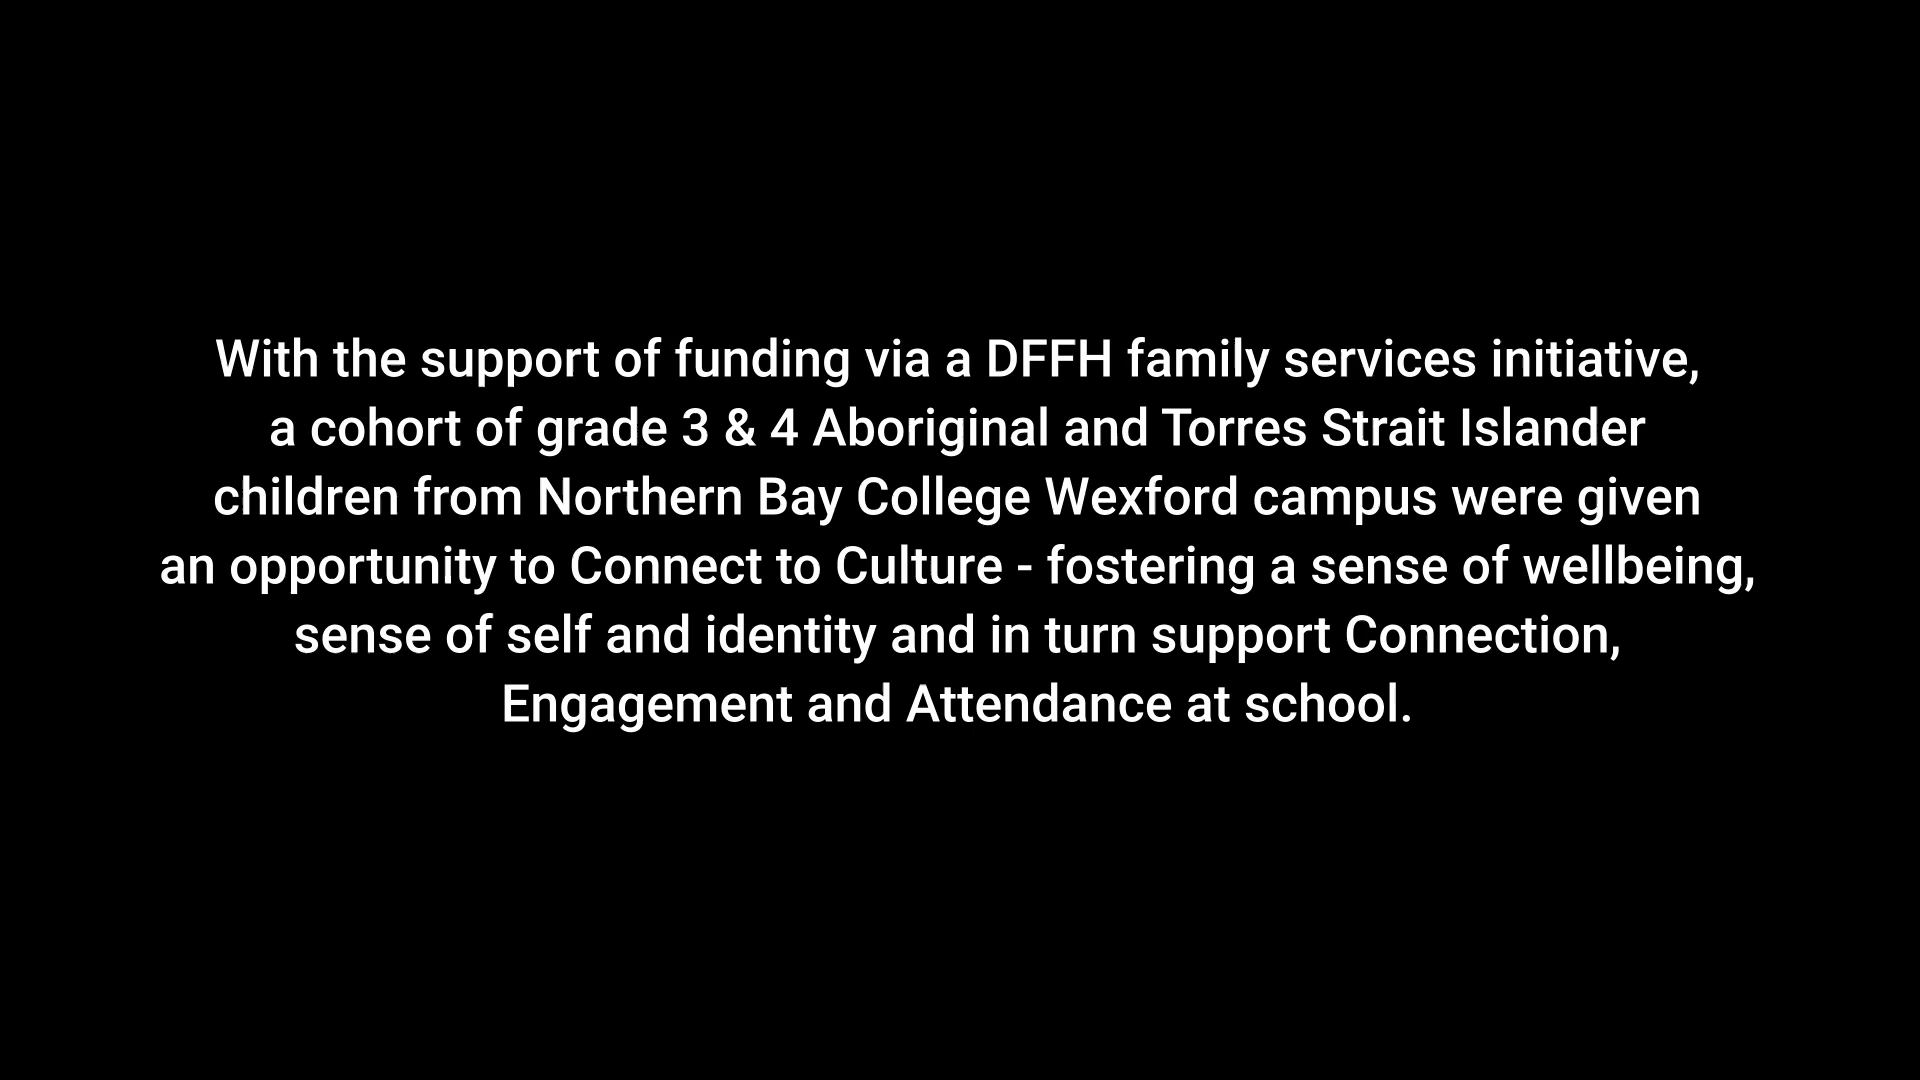 With the support of funding via a DFFH family services initiative,
a cohort of grade 3 & 4 Aboriginal and Torres Strait Islander
children from Northern Bay College Wexford campus were given
an opportunity to Connect to Culture - fostering a sense of wellbeing,
sense of self and identity and in turn support Connection,
Engagement and Attendance at school.